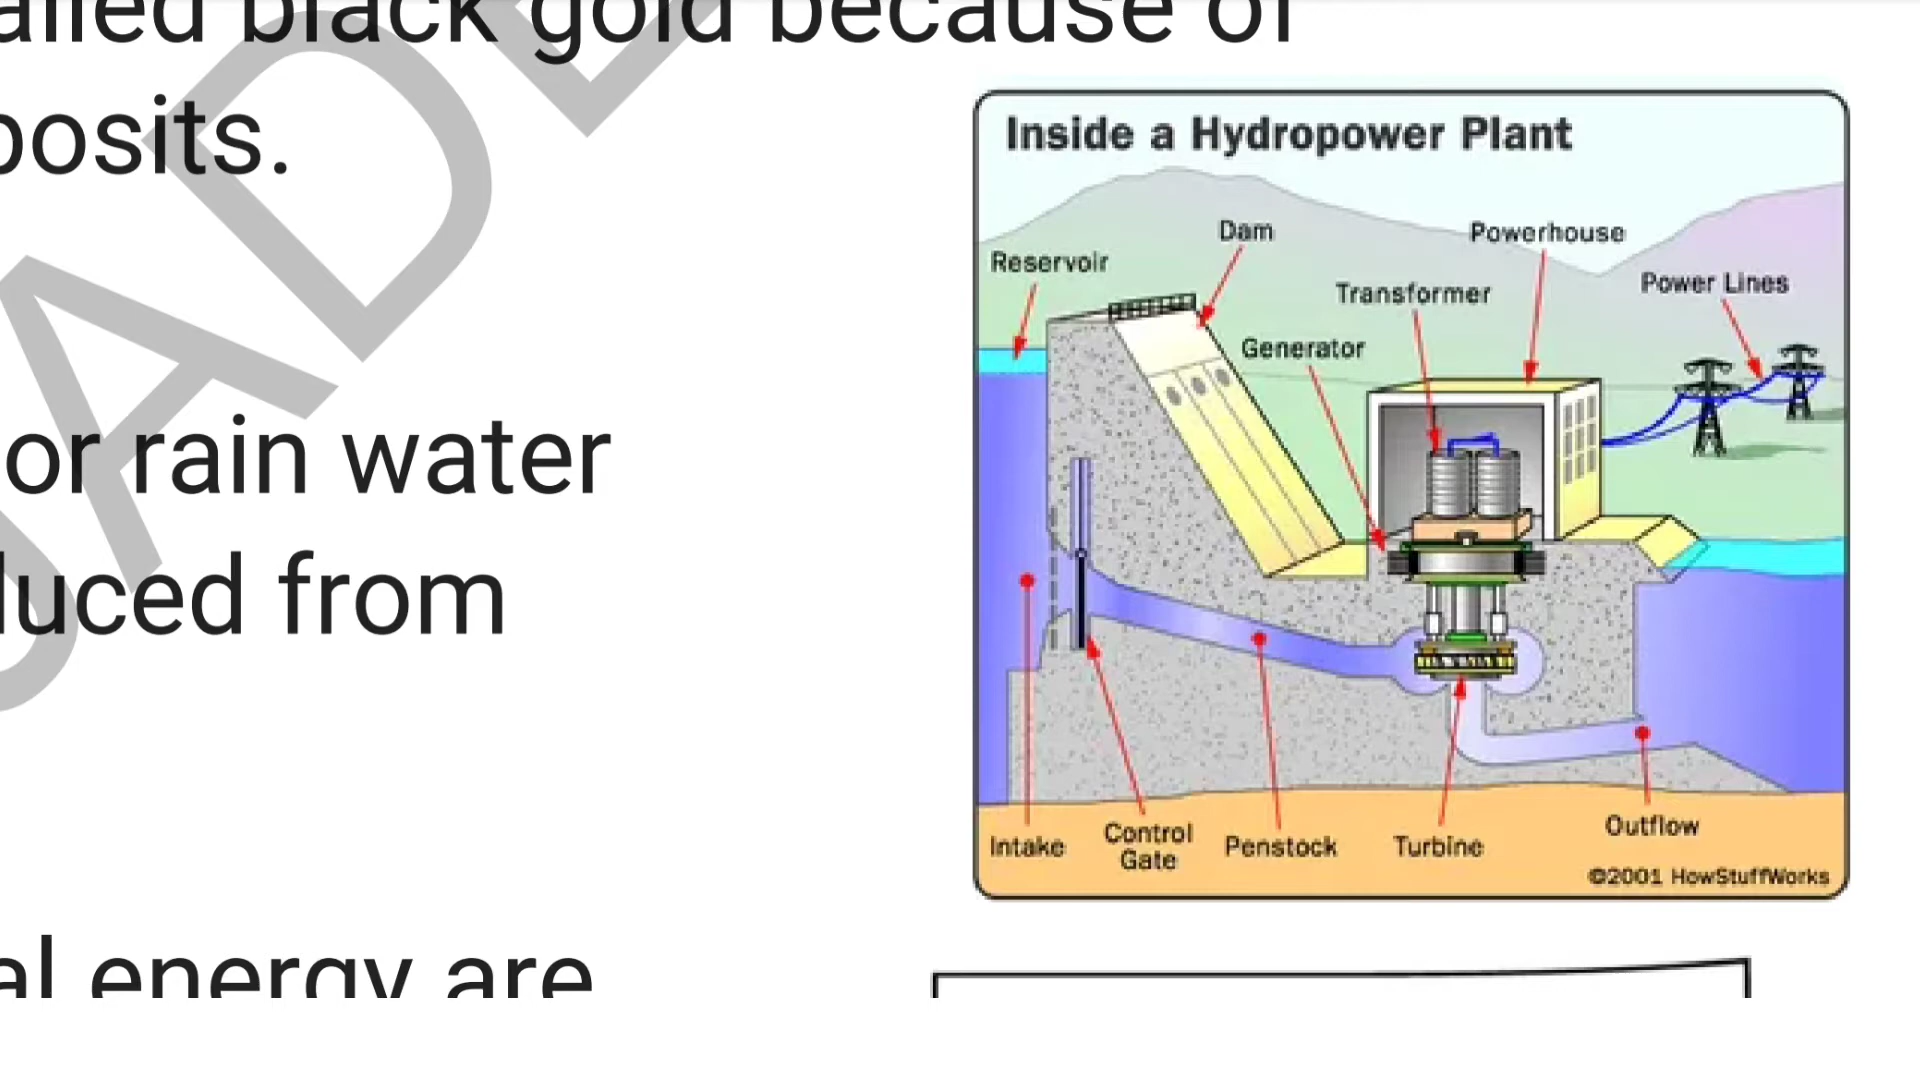 alled black gold because of
posits.
or rain water
duced from
al energy are
Inside a Hydropower Plant
Dam
Powerhouse
Reservoir
Power Lines
Transformer
Generator
Intake
Control
Gate
Penstock
Turbine
Outflow
©2001 HowStuffWorks